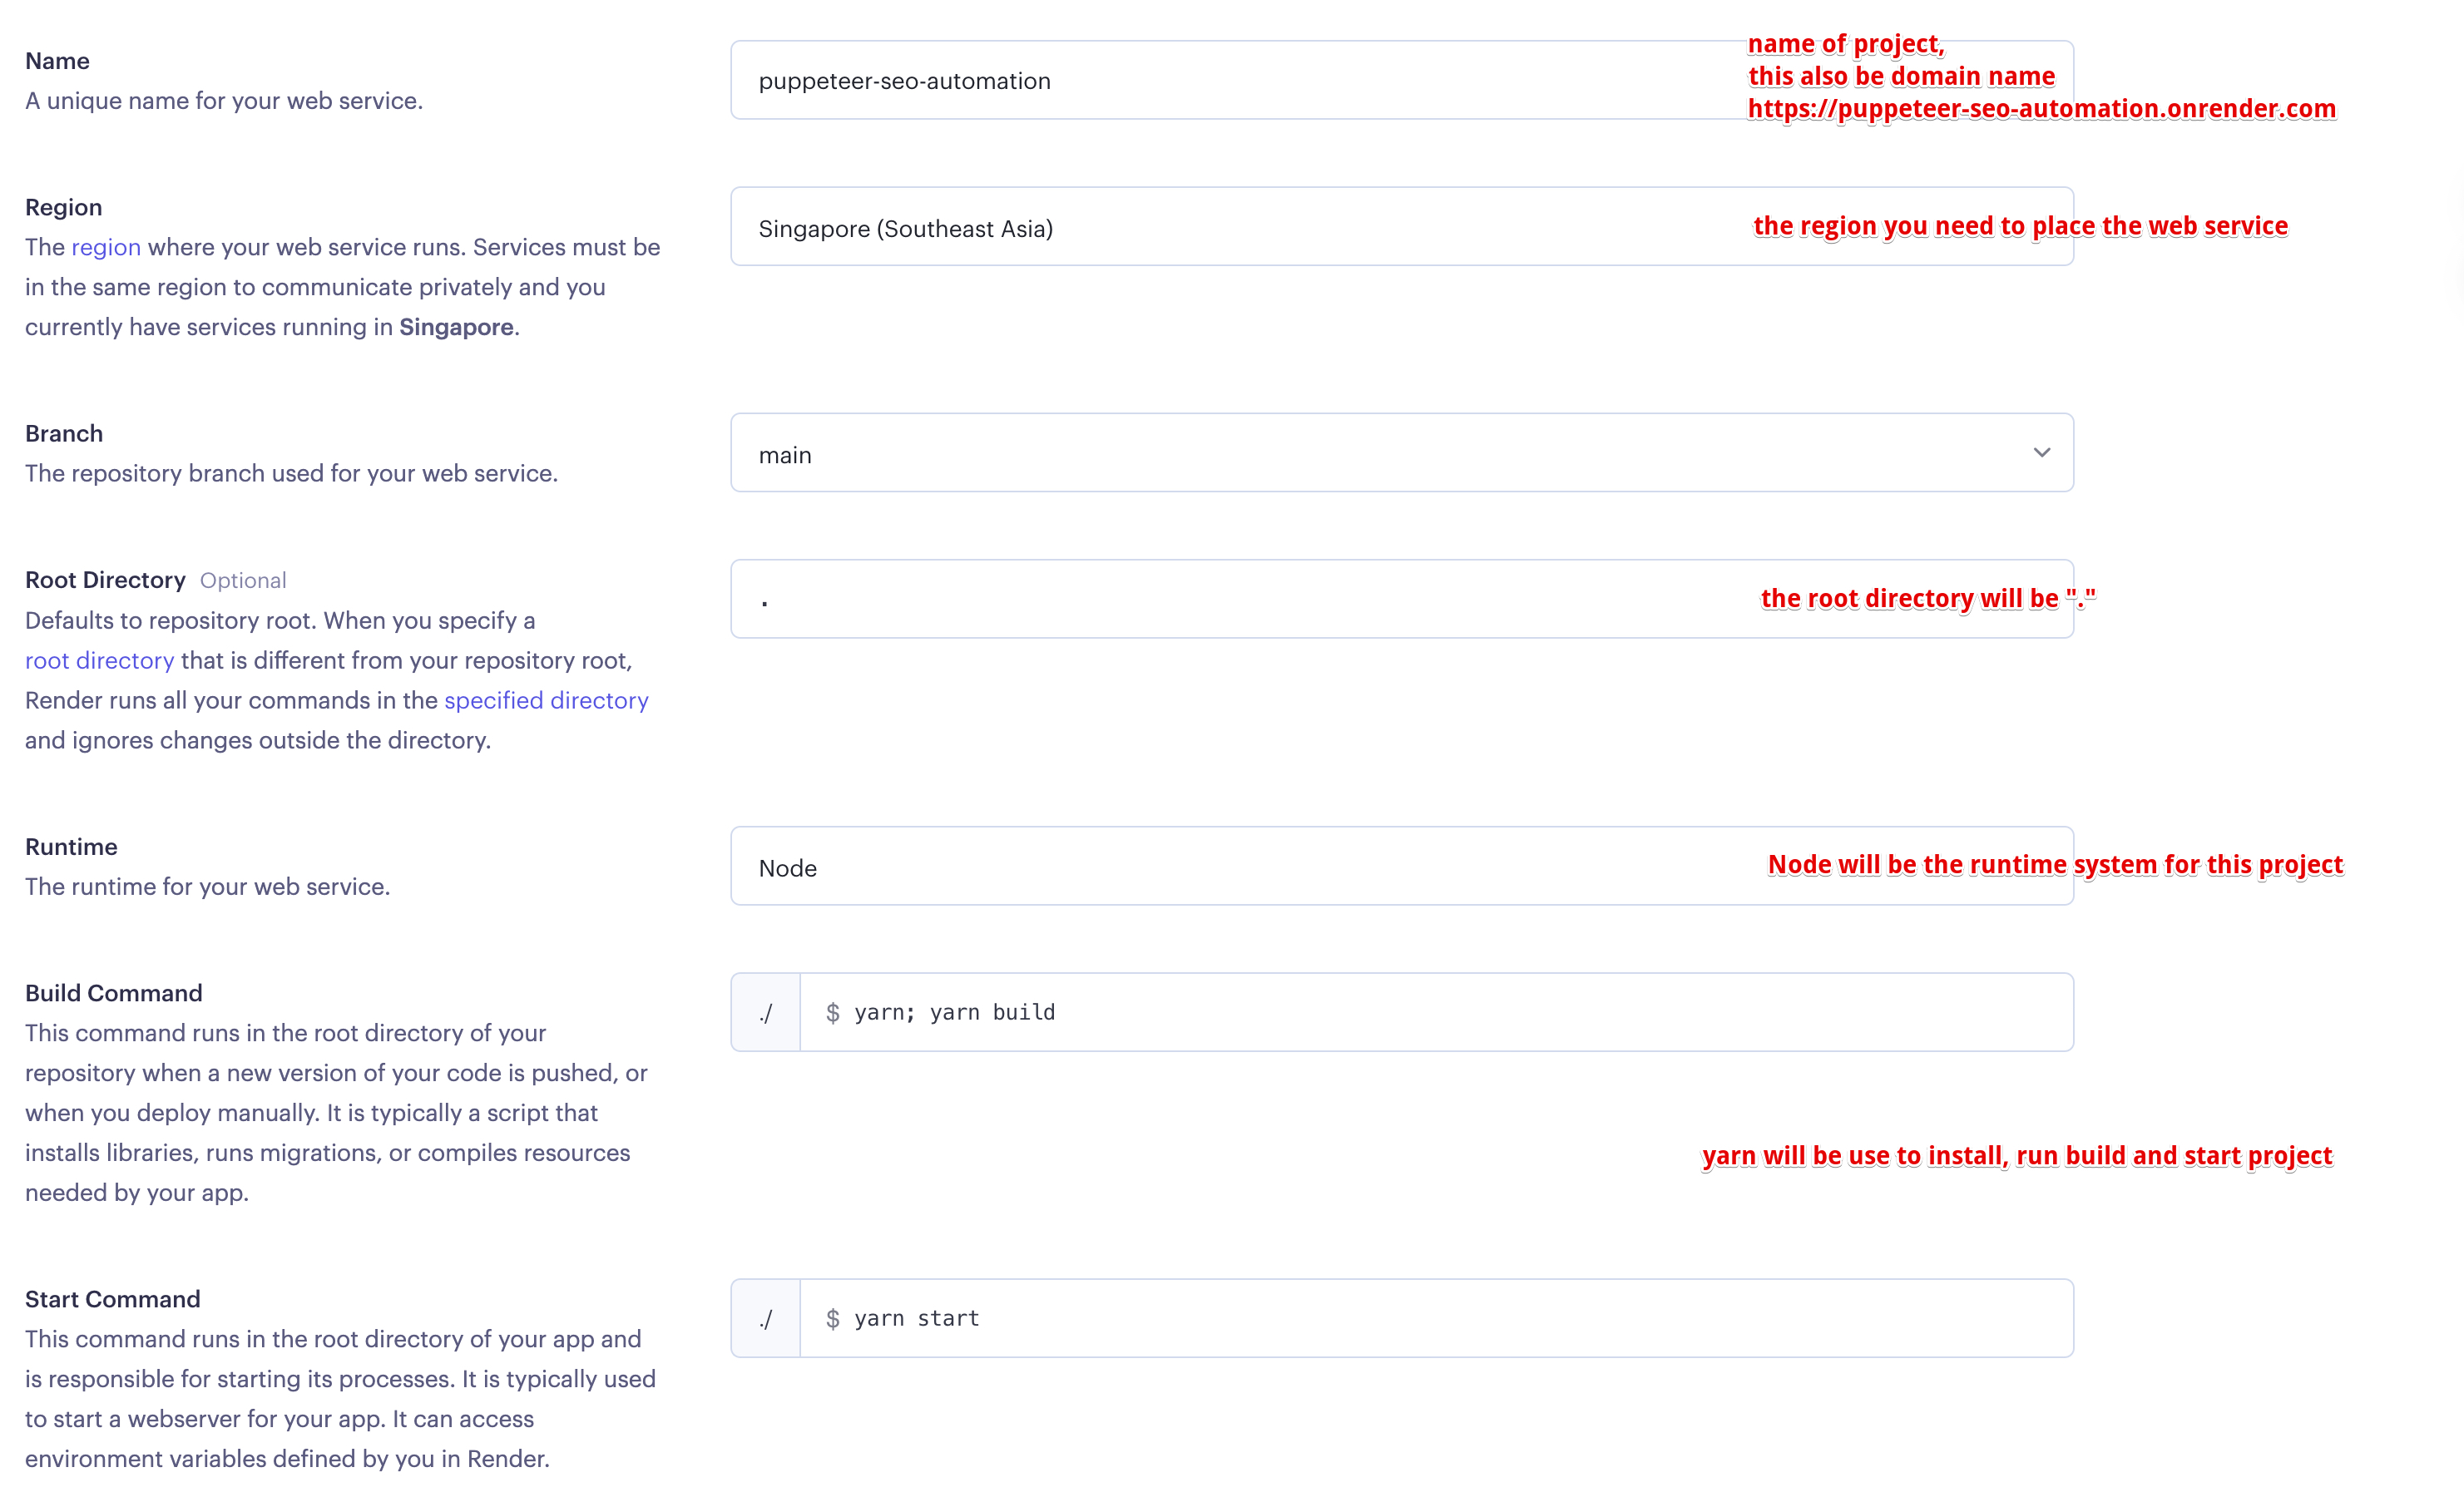 Name
A unique name for your web service.
puppeteer-seo-automation
name of project,
this also be domain name
https://puppeteer-seo-automation.onrender.com
Region
The region where your web service runs. Services must be
in the same region to communicate privately and you
currently have services running in Singapore.
Singapore (Southeast Asia)
the region you need to place the web service
Branch
The repository branch used for your web service.
main
Root Directory Optional
Defaults to repository root. When you specify a
root directory that is different from your repository root,
Render runs all your commands in the specified directory
and ignores changes outside the directory.
.
the root directory will be "."
Runtime
The runtime for your web service.
Node
Node will be the runtime system for this project
Build Command
This command runs in the root directory of your
repository when a new version of your code is pushed, or
when you deploy manually. It is typically a script that
installs libraries, runs migrations, or compiles resources
needed by your app.
./ $ yarn; yarn build
yarn will be use to install, run build and start project
Start Command
This command runs in the root directory of your app and
is responsible for starting its processes. It is typically used
to start a webserver for your app. It can access
environment variables defined by you in Render.
./ $ yarn start